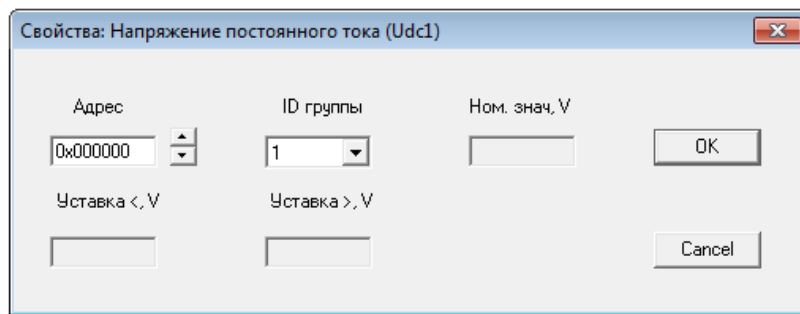 Свойства: Напряжение постоянного тока (Udc1)
Адрес ID группы Ном. знач, V
0x000000 1 OK
Уставка <, V Уставка >, V
Cancel